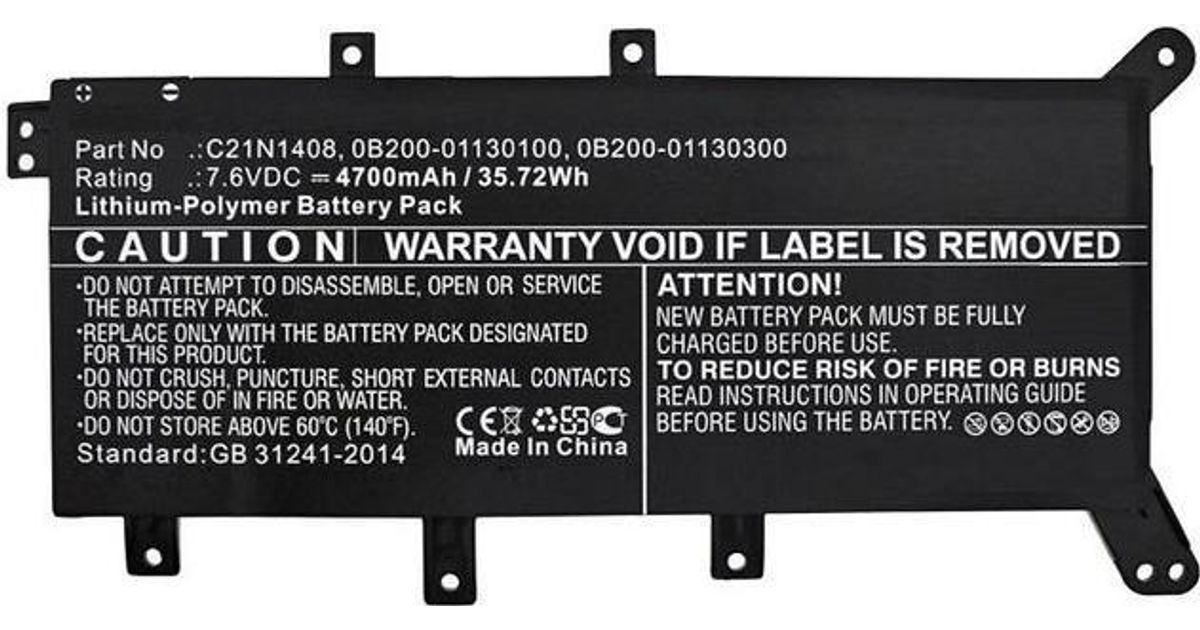 Part No .:C21N1408, 0B200-01130100, 0B200-01130300
Rating .:7.6VDC ⎓ 4700mAh / 35.72Wh
Lithium-Polymer Battery Pack
CAUTION WARRANTY VOID IF LABEL IS REMOVED
•DO NOT ATTEMPT TO DISASSEMBLE, OPEN OR SERVICE
THE BATTERY PACK.
•REPLACE ONLY WITH THE BATTERY PACK DESIGNATED
FOR THIS PRODUCT.
•DO NOT CRUSH, PUNCTURE, SHORT EXTERNAL CONTACTS
OR DISPOSE OF IN FIRE OR WATER.
•DO NOT STORE ABOVE 60°C (140°F).
Standard:GB 31241-2014
CE
Made In China
ATTENTION!
NEW BATTERY PACK MUST BE FULLY
CHARGED BEFORE USE.
TO REDUCE RISK OF FIRE OR BURNS
READ INSTRUCTIONS IN OPERATING GUIDE
BEFORE USING THE BATTERY.